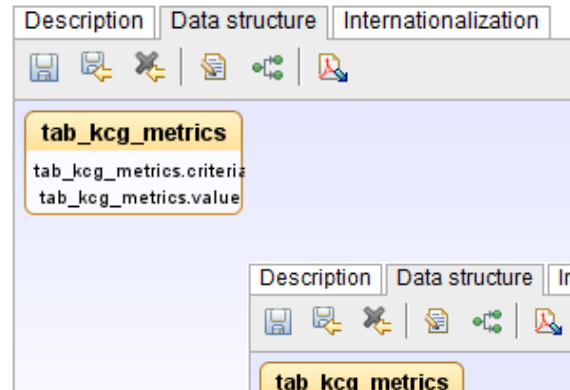 Description Data structure Internationalization
tab_kcg_metrics
tab_kcg_metrics.criteria
tab_kcg_metrics.value
Description Data structure
tab_kcg_metrics